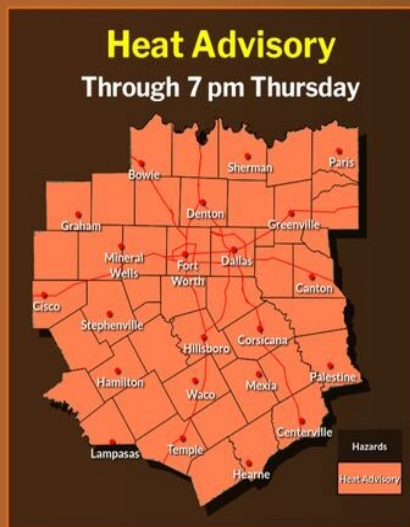 Heat Advisory
Through 7 pm Thursday
Bowie
Sherman
Paris
Graham
Denton
Greenville
Mineral
Wells
Fort
Worth
Dallas
Canton
Cisco
Stephenville
Hillsboro
Corsicana
Hamilton
Waco
Mexia
Palestine
Lampasas
Temple
Centerville
Hearne
Hazards
Heat Advisory